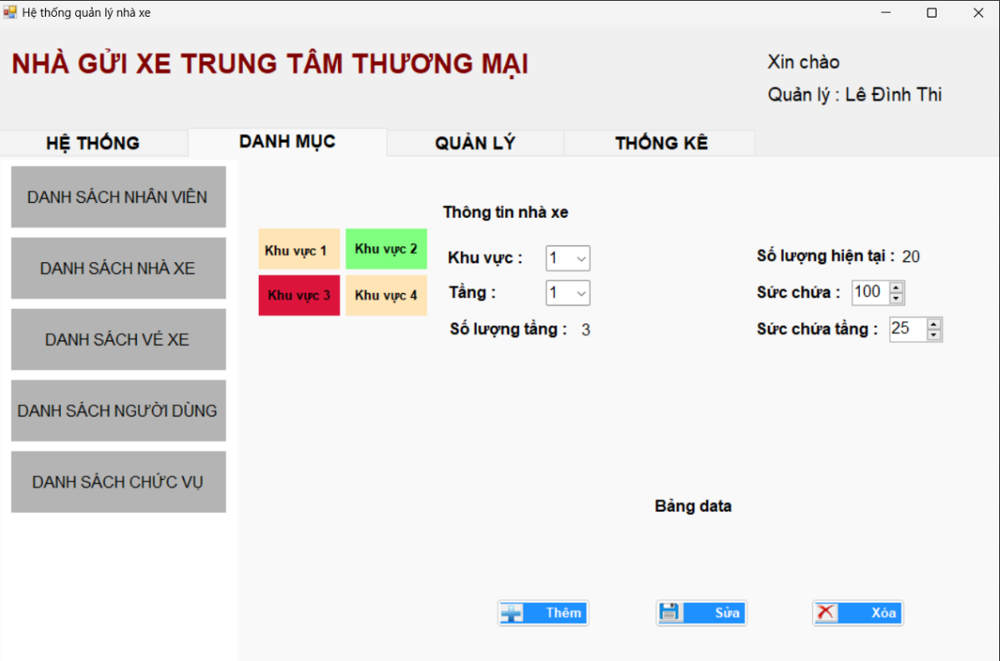 Hệ thống quản lý nhà xe
NHÀ GỬI XE TRUNG TÂM THƯƠNG MẠI
Xin chào
Quản lý : Lê Đình Thi
HỆ THỐNG
DANH MỤC
QUẢN LÝ
THỐNG KÊ
DANH SÁCH NHÂN VIÊN
DANH SÁCH NHÀ XE
DANH SÁCH VÉ XE
DANH SÁCH NGƯỜI DÙNG
DANH SÁCH CHỨC VỤ
Thông tin nhà xe
Khu vực 1
Khu vực 2
Khu vực 3
Khu vực 4
Khu vực : 1
Tầng : 1
Số lượng tầng : 3
Số lượng hiện tại : 20
Sức chứa : 100
Sức chứa tầng : 25
Bảng data
Thêm
Sửa
Xóa